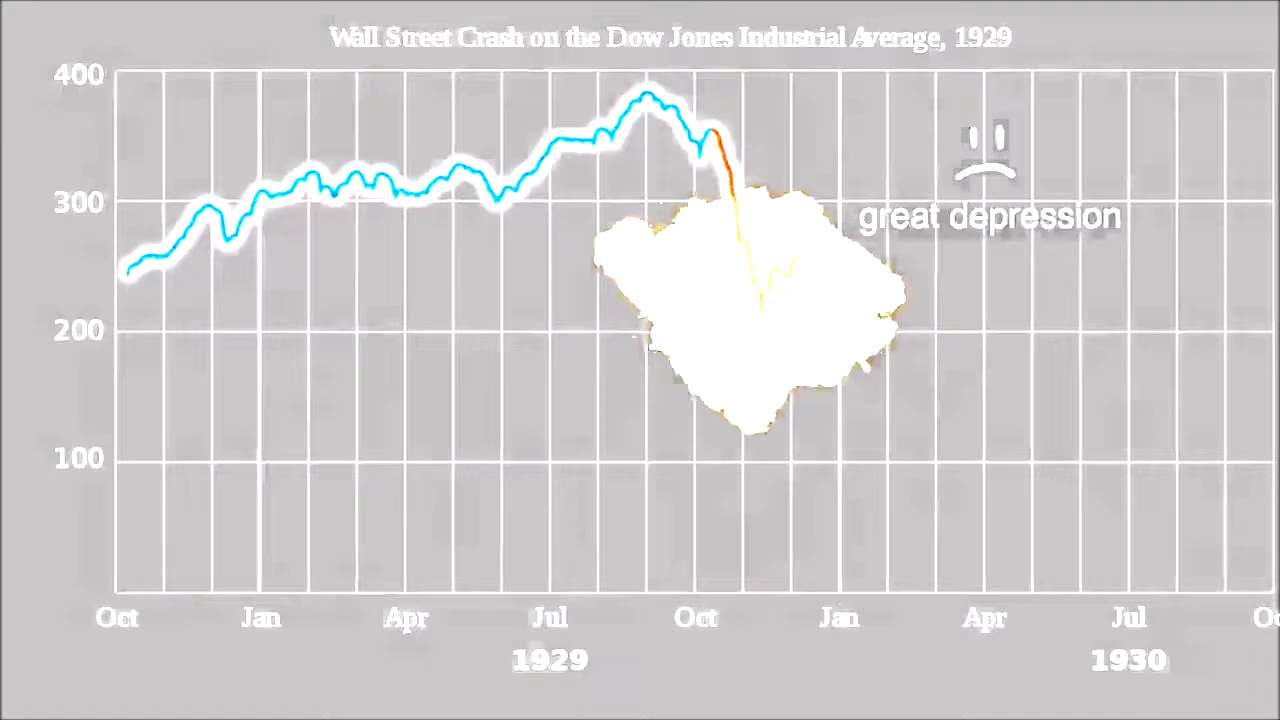 Wall Street Crash on the Dow Jones Industrial Average, 1929
400
300
great depression
200
100
Oct Jan Apr Jul Oct Jan Apr Jul
1929 1930